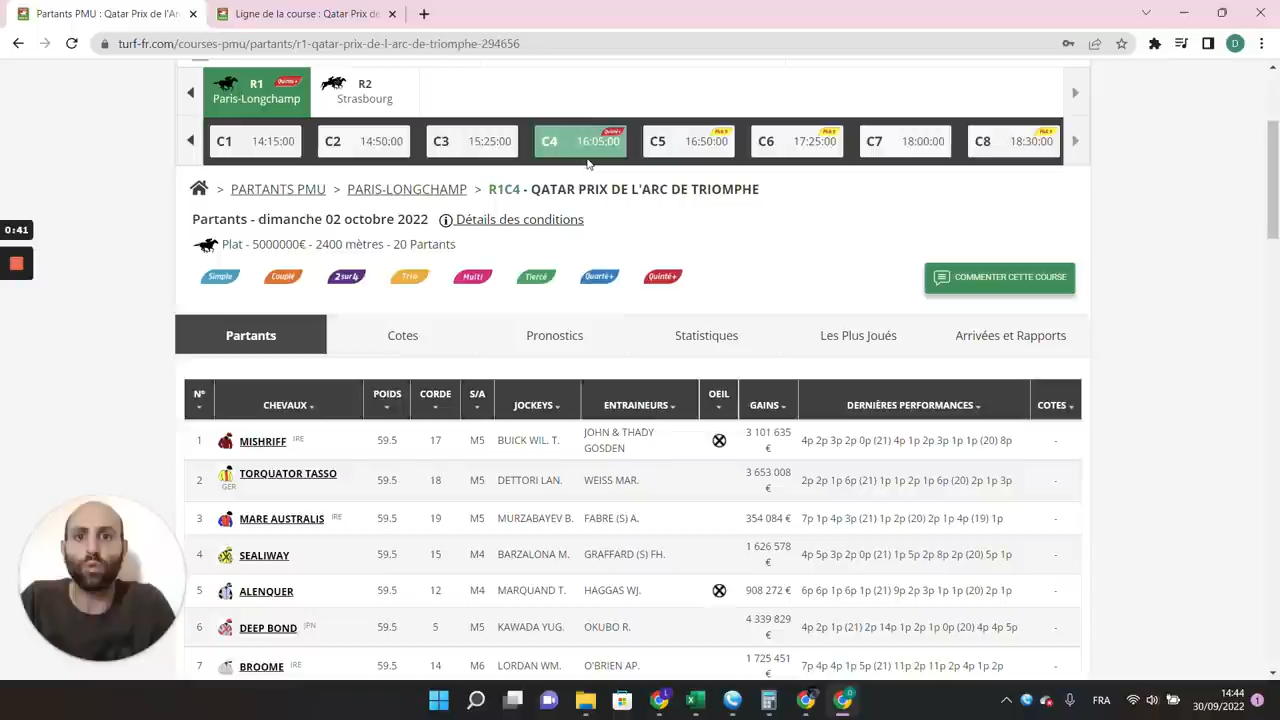 Partants PMU : Qatar Prix de l'Ar
Ligue : Qatar Prix de
turf-fr.com/courses-pmu/partants/r1-qatar-prix-de-l-arc-de-triomphe-294656
D
R1 Quinté+
Paris-Longchamp
R2
Strasbourg
C1 14:15:00
C2 14:50:00
C3 15:25:00
C4 16:05:00 Quinté+
C5 16:50:00 Pick 5
C6 17:25:00 Pick 5
C7 18:00:00
C8 18:30:00 Pick 5
> PARTANTS PMU > PARIS-LONGCHAMP > R1C4 - QATAR PRIX DE L'ARC DE TRIOMPHE
Partants - dimanche 02 octobre 2022 Détails des conditions
0:41
Plat - 5000000€ - 2400 mètres - 20 Partants
Simple Couplé 2 sur 4 Trio Multi Tiercé Quarté+ Quinté+
COMMENTER CETTE COURSE
Partants Cotes Pronostics Statistiques Les Plus Joués Arrivées et Rapports
N° CHEVAUX POIDS CORDE S/A JOCKEYS ENTRAINEURS OEIL GAINS DERNIÈRES PERFORMANCES COTES
1 MISHRIFF IRE 59.5 17 M5 BUICK WIL. T. JOHN & THADY GOSDEN 3 101 635 € 4p 2p 3p 2p 0p (21) 4p 1p 2p 3p 1p 1p (20) 8p -
2 TORQUATOR TASSO GER 59.5 18 M5 DETTORI LAN. WEISS MAR. 3 653 008 € 2p 2p 1p 6p (21) 1p 1p 2p 1p 6p (20) 2p 1p 3p -
3 MARE AUSTRALIS IRE 59.5 19 M5 MURZABAYEV B. FABRE (S) A. 354 084 € 7p 1p 4p 3p (21) 1p 2p (20) 2p 1p 4p (19) 1p -
4 SEALIWAY 59.5 15 M4 BARZALONA M. GRAFFARD (S) FH. 1 626 578 € 4p 5p 3p 2p 0p (21) 1p 5p 2p 8p 2p (20) 5p 1p -
5 ALENQUER 59.5 12 M4 MARQUAND T. HAGGAS WJ. 908 272 € 6p 6p 1p 6p 1p (21) 9p 2p 3p 1p 1p (20) 2p 1p -
6 DEEP BOND JPN 59.5 5 M5 KAWADA YUG. OKUBO R. 4 339 829 € 4p 2p 1p (21) 2p 14p 1p 2p 1p 0p (20) 4p 4p 5p -
7 BROOME IRE 59.5 14 M6 LORDAN WM. O'BRIEN AP. 1 725 451 € 7p 4p 4p 1p 5p (21) 11p 2p 11p 2p 4p 1p 2p -
FRA
14:44
30/09/2022
1